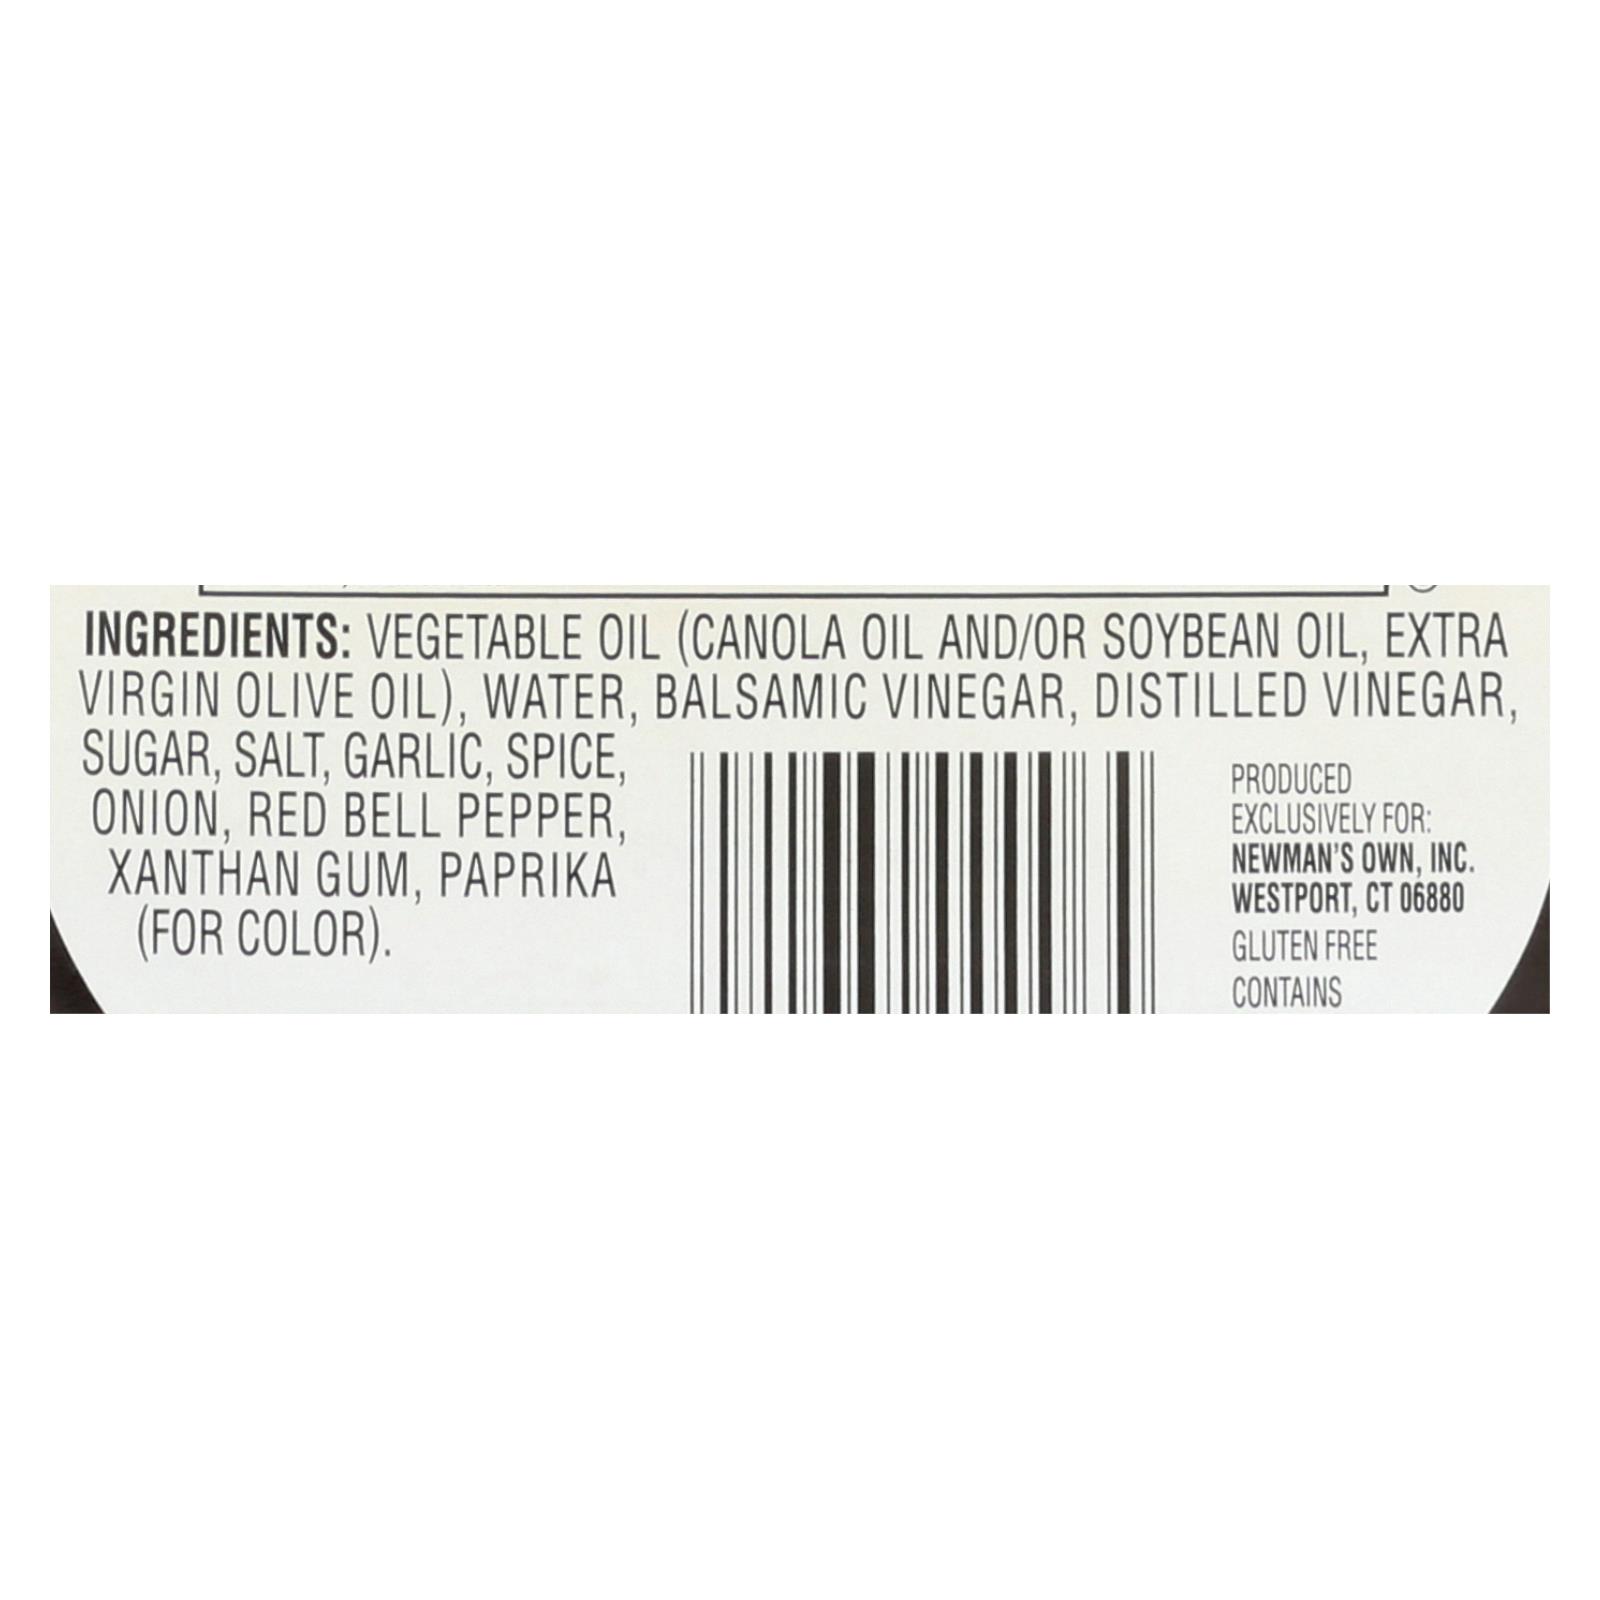 INGREDIENTS: VEGETABLE OIL (CANOLA OIL AND/OR SOYBEAN OIL, EXTRA
VIRGIN OLIVE OIL), WATER, BALSAMIC VINEGAR, DISTILLED VINEGAR,
SUGAR, SALT, GARLIC, SPICE,
ONION, RED BELL PEPPER,
XANTHAN GUM, PAPRIKA
(FOR COLOR).
PRODUCED
EXCLUSIVELY FOR:
NEWMAN'S OWN, INC.
WESTPORT, CT 06880
GLUTEN FREE
CONTAINS